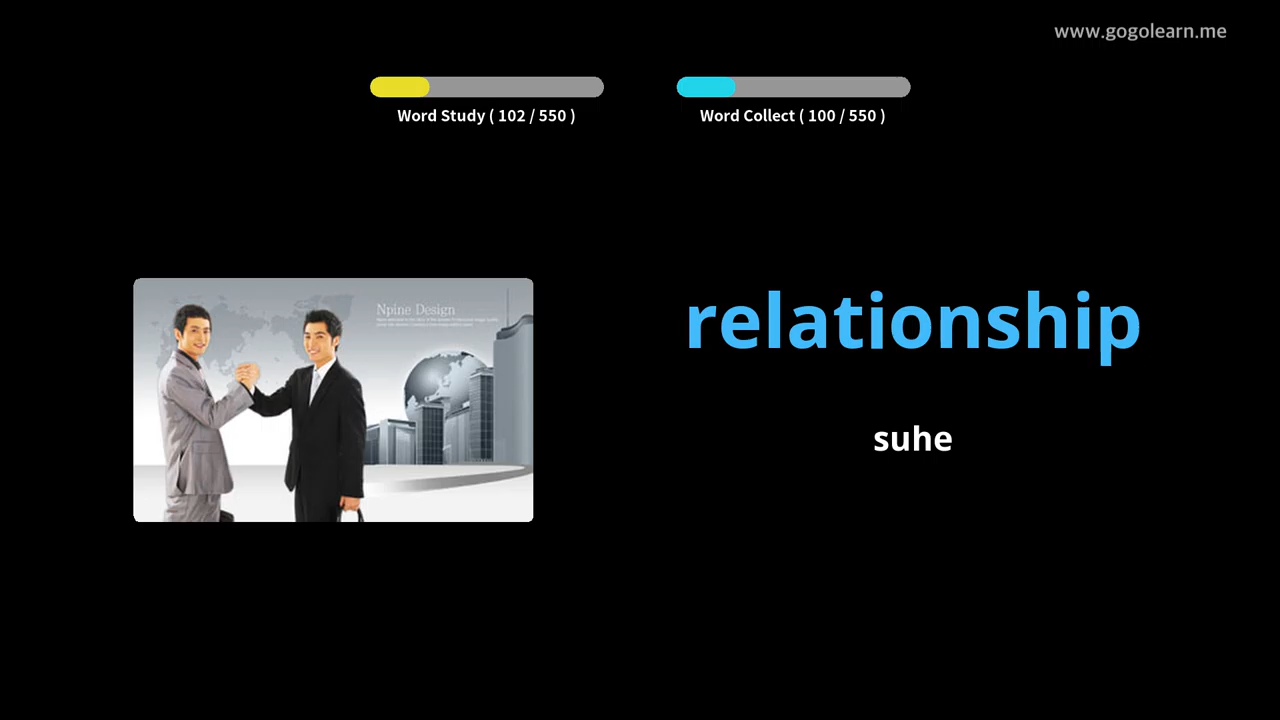 www.gogolearn.me
Word Study ( 102 / 550 )
Word Collect ( 100 / 550 )
Npine Design
relationship
suhe